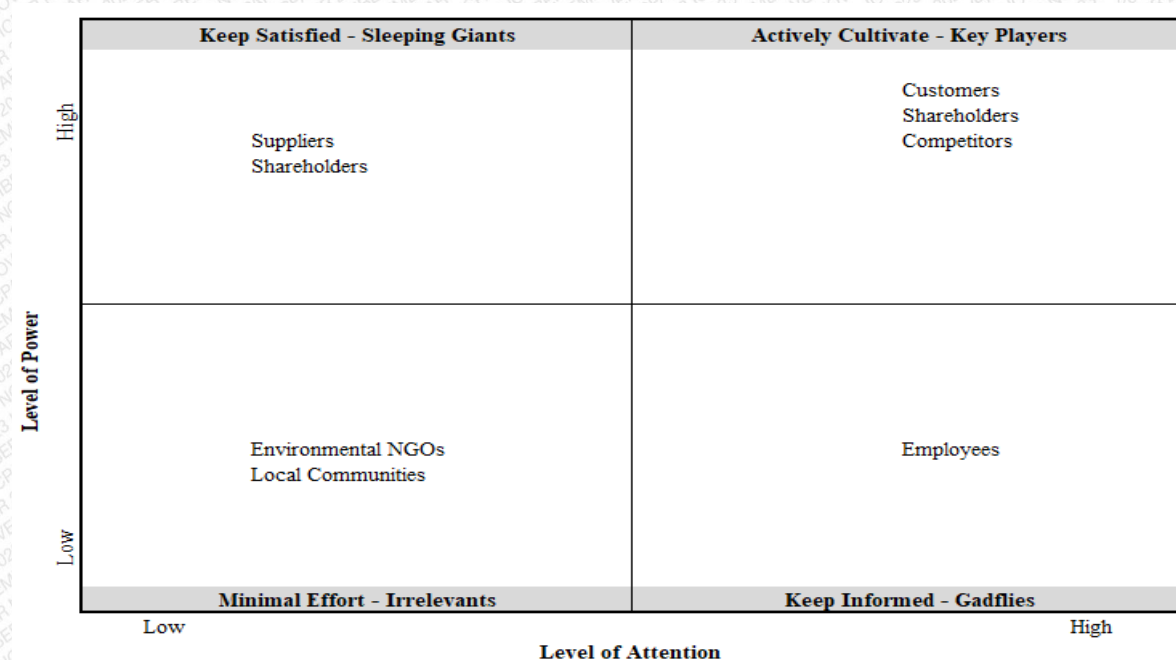 Keep Satisfied - Sleeping Giants
Actively Cultivate - Key Players
High
Suppliers
Shareholders
Customers
Shareholders
Competitors
Level of Power
Environmental NGOs
Local Communities
Employees
Low
Minimal Effort - Irrelevants
Keep Informed - Gadflies
Low
High
Level of Attention